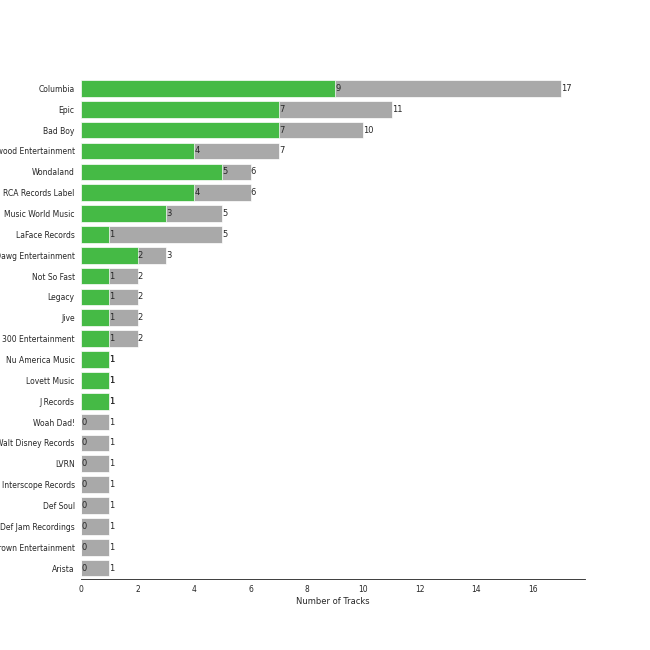 Columbia 9 17
Epic 7 11
Bad Boy 7 10
wood Entertainment 4 7
Wondaland 5 6
RCA Records Label 4 6
Music World Music 3 5
LaFace Records 1 5
Dawg Entertainment 2 3
Not So Fast 1 2
Legacy 1 2
Jive 1 2
300 Entertainment 1 2
Nu America Music 1
Lovett Music 1
J Records 1
Woah Dad! 0 1
Walt Disney Records 0 1
LVRN 0 1
Interscope Records 0 1
Def Soul 0 1
Def Jam Recordings 0 1
rown Entertainment 0 1
Arista 0 1
0 2 4 6 8 10 12 14 16
Number of Tracks